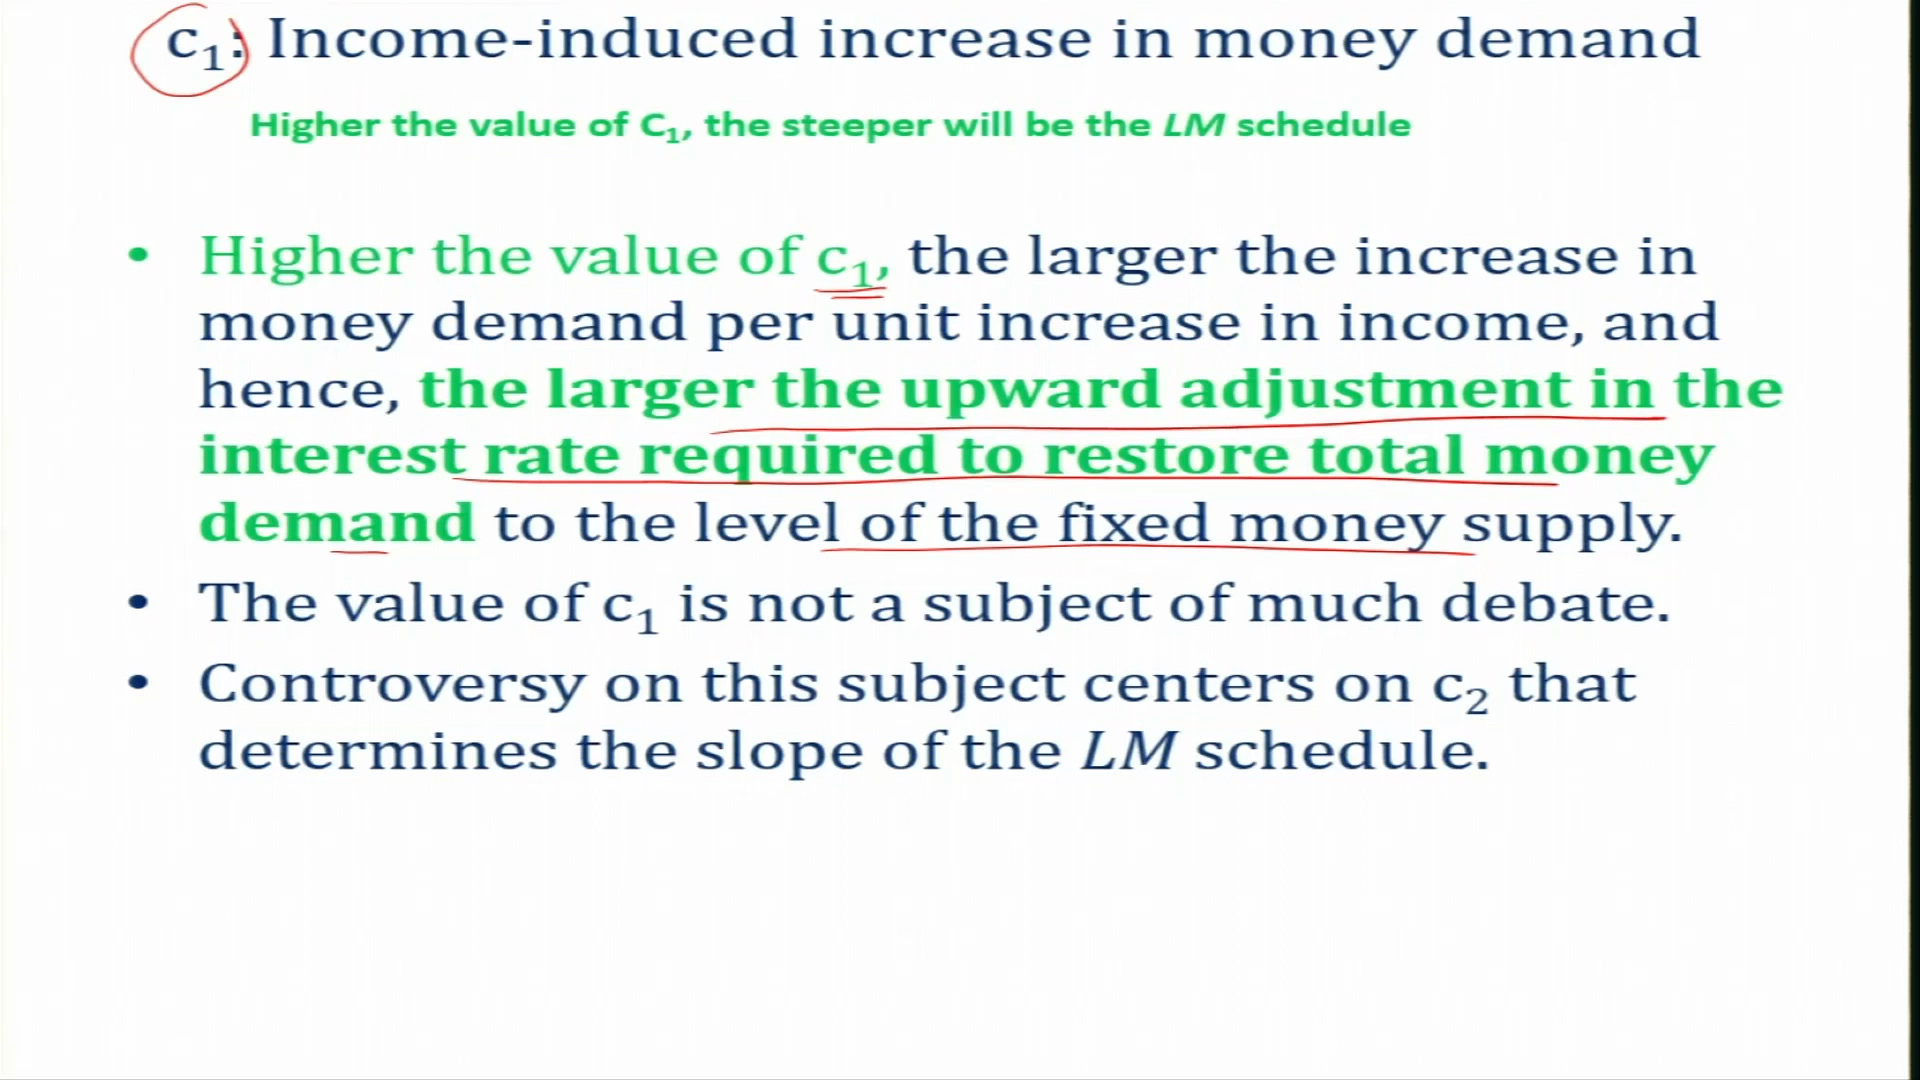 c₁: Income-induced increase in money demand
Higher the value of C₁, the steeper will be the LM schedule
• Higher the value of c₁, the larger the increase in
money demand per unit increase in income, and
hence, the larger the upward adjustment in the
interest rate required to restore total money
demand to the level of the fixed money supply.
• The value of c₁ is not a subject of much debate.
• Controversy on this subject centers on c₂ that
determines the slope of the LM schedule.